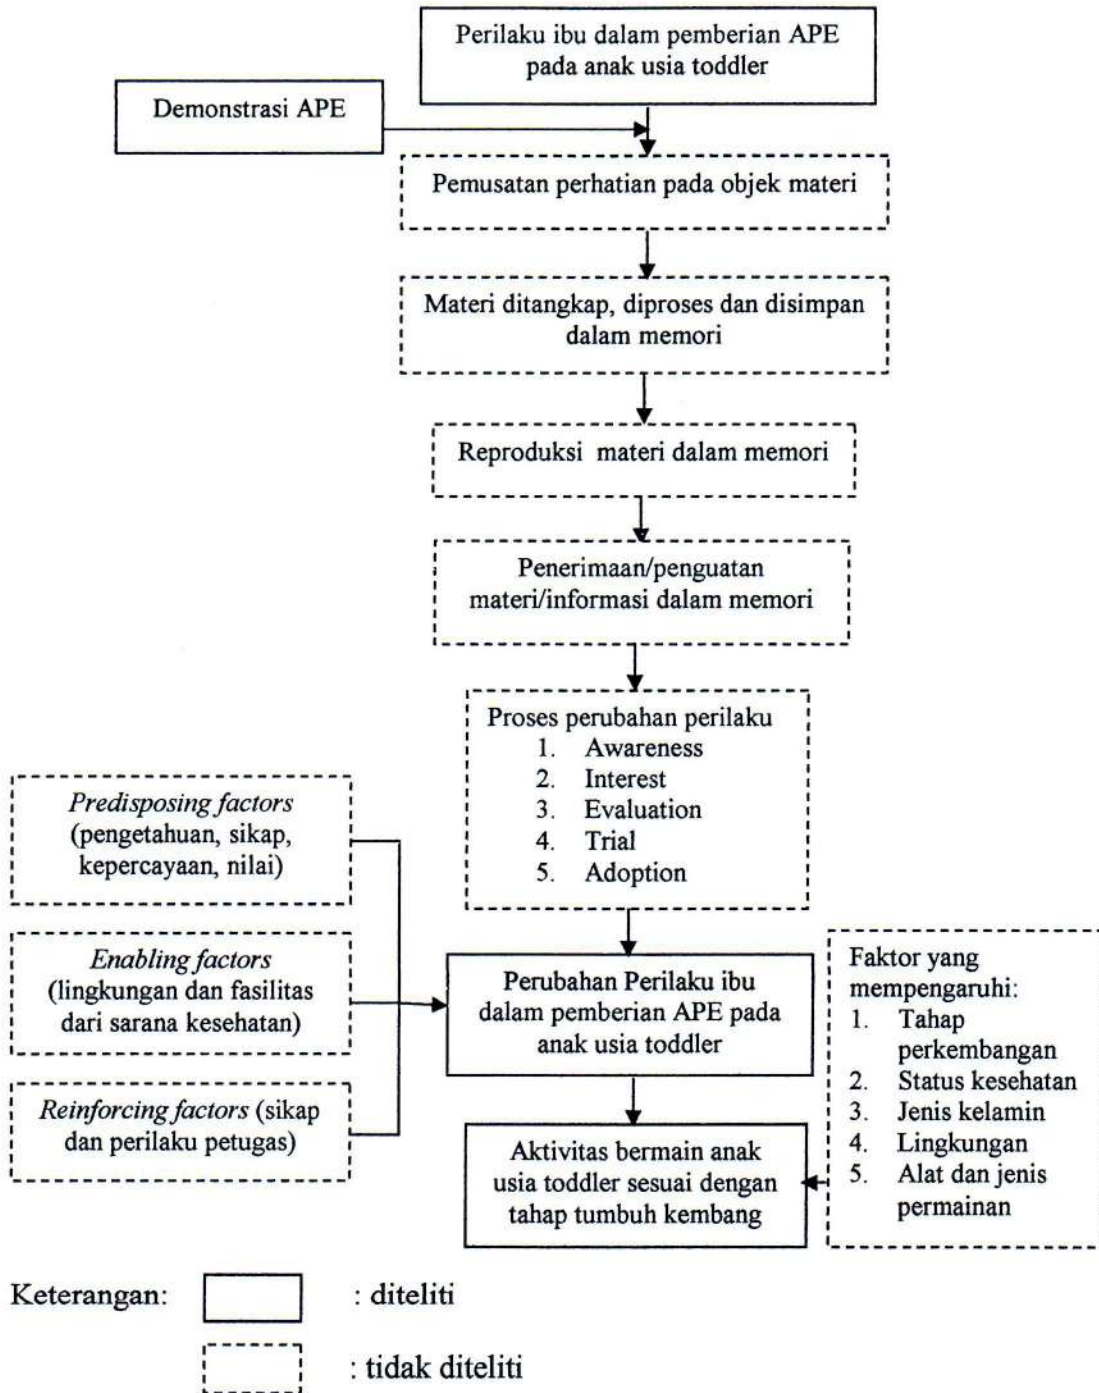 Perilaku ibu dalam pemberian APE
pada anak usia toddler
Demonstrasi APE
Pemusatan perhatian pada objek materi
Materi ditangkap, diproses dan disimpan
dalam memori
Reproduksi materi dalam memori
Penerimaan/penguatan
materi/informasi dalam memori
Proses perubahan perilaku
1. Awareness
2. Interest
3. Evaluation
4. Trial
5. Adoption
Predisposing factors
(pengetahuan, sikap,
kepercayaan, nilai)
Enabling factors
(lingkungan dan fasilitas
dari sarana kesehatan)
Reinforcing factors (sikap
dan perilaku petugas)
Perubahan Perilaku ibu
dalam pemberian APE pada
anak usia toddler
Faktor yang
mempengaruhi:
1. Tahap
perkembangan
2. Status kesehatan
3. Jenis kelamin
4. Lingkungan
5. Alat dan jenis
permainan
Aktivitas bermain anak
usia toddler sesuai dengan
tahap tumbuh kembang
Keterangan:
: diteliti
: tidak diteliti